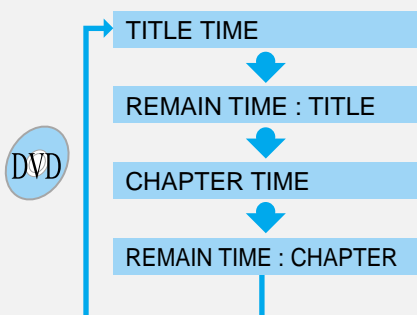 TITLE TIME
REMAIN TIME : TITLE
DVD
CHAPTER TIME
REMAIN TIME : CHAPTER